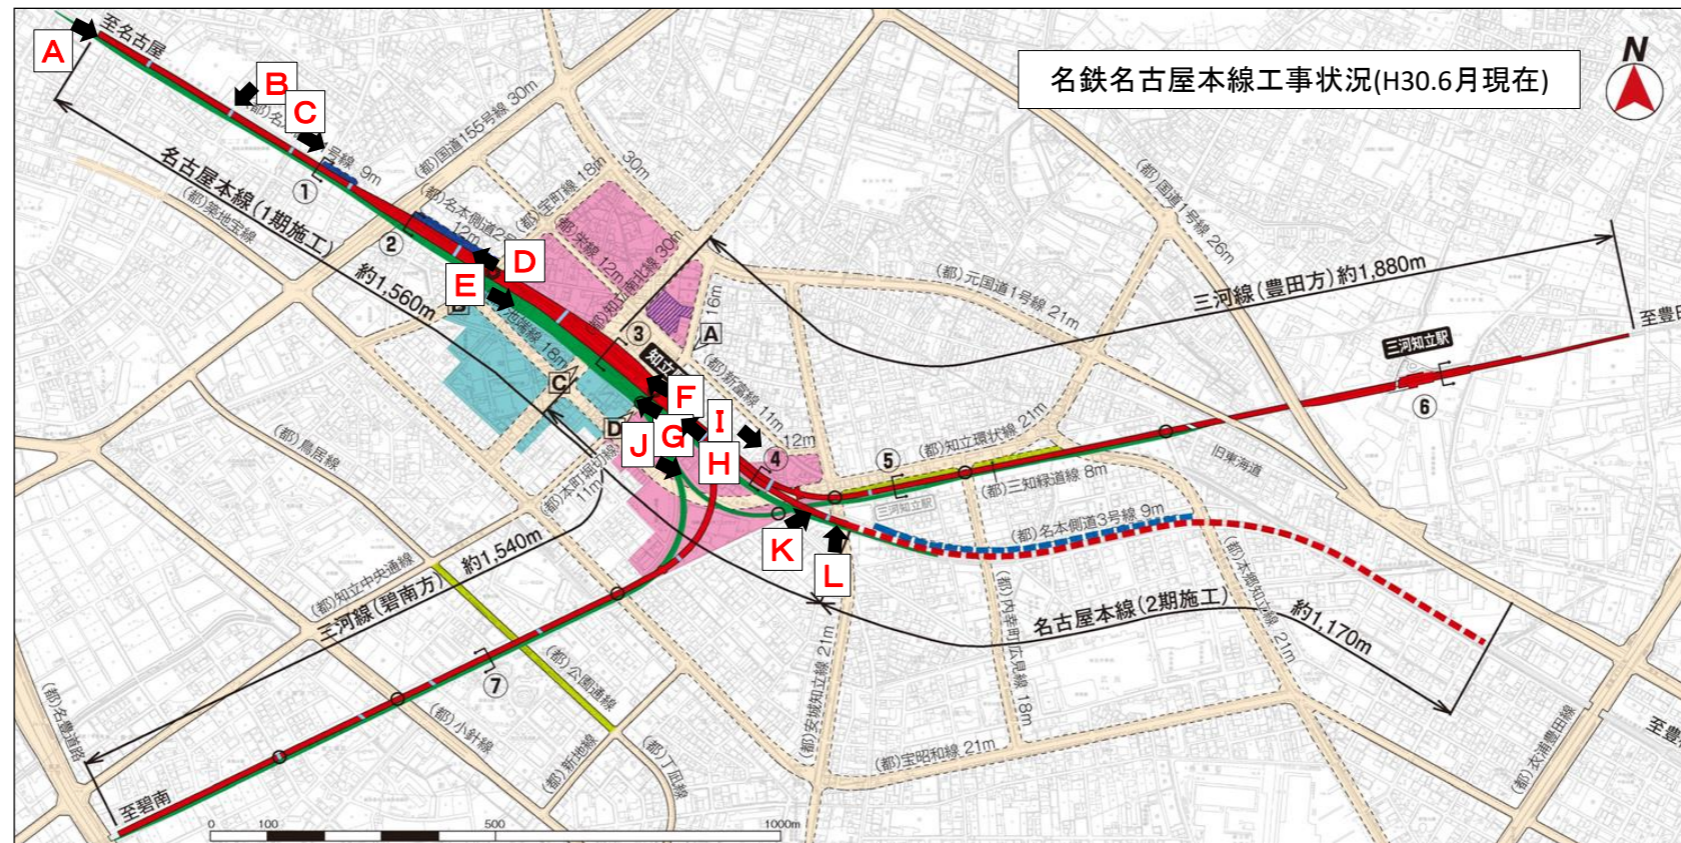 名鉄名古屋本線工事状況(H30.6月現在)
N
至名古屋
A
B
C
号線 9m
(都)国道155号線 30m
30m
(都)宝町線 18m
(都)名本側道2号
12m
(都)栄線 12m
(都)知立南北線 30m
16m
(都)国道1号線 26m
名古屋本線(1期施工) 約1,560m
(都)築地宝線
①
②
D
E
(都)元国道1号線 21m
三河線(豊田方)約1,880m
至豊田
池端線 18m
③
A
知立
(都)新富線 11m
三河知立駅
⑥
C
F
D
G
I
J
H
12m
④
(都)知立環状線 21m
⑤
旧東海道
(都)三知緑道線 8m
三河知立駅
(都)鳥居線
(都)本町堀切線
11m
(都)名本側道3号線 9m
K
L
(都)知立中央通線
三河線(碧南方) 約1,540m
名古屋本線(2期施工) 約1,170m
(都)内幸町広見線 18m
(都)本郷知立線 21m
(都)安城知立線 21m
(都)公園通線
⑦
(都)名豊道路
(都)小針線
(都)新地線
(都)丁凪線
(都)宝昭和線 21m
(都)衣浦豊田線
至豊
至碧南
0 100 500 1000m